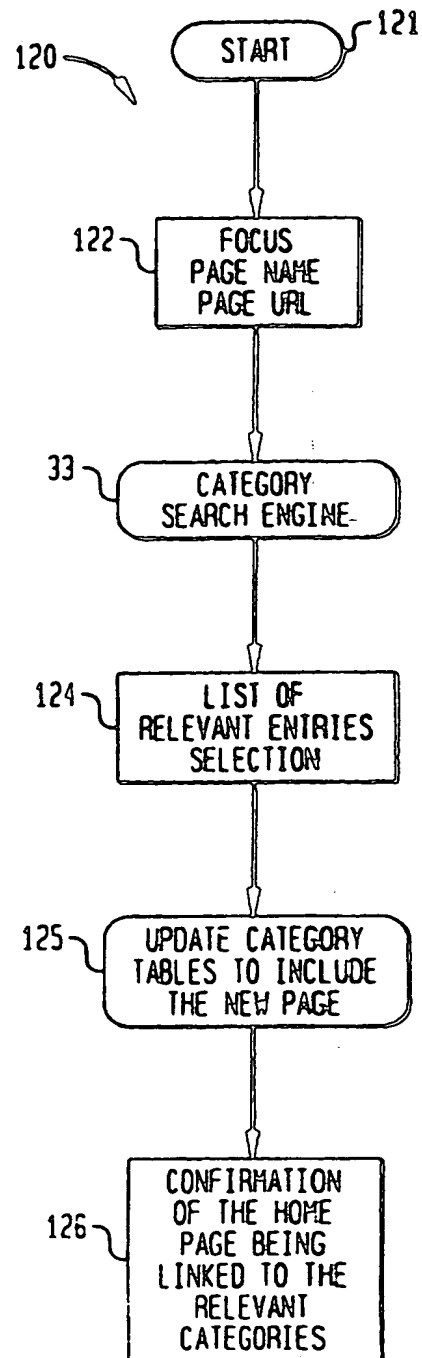 120
START
121
122
FOCUS
PAGE NAME
PAGE URL
33
CATEGORY
SEARCH ENGINE
124
LIST OF
RELEVANT ENTRIES
SELECTION
125
UPDATE CATEGORY
TABLES TO INCLUDE
THE NEW PAGE
126
CONFIRMATION
OF THE HOME
PAGE BEING
LINKED TO THE
RELEVANT
CATEGORIES